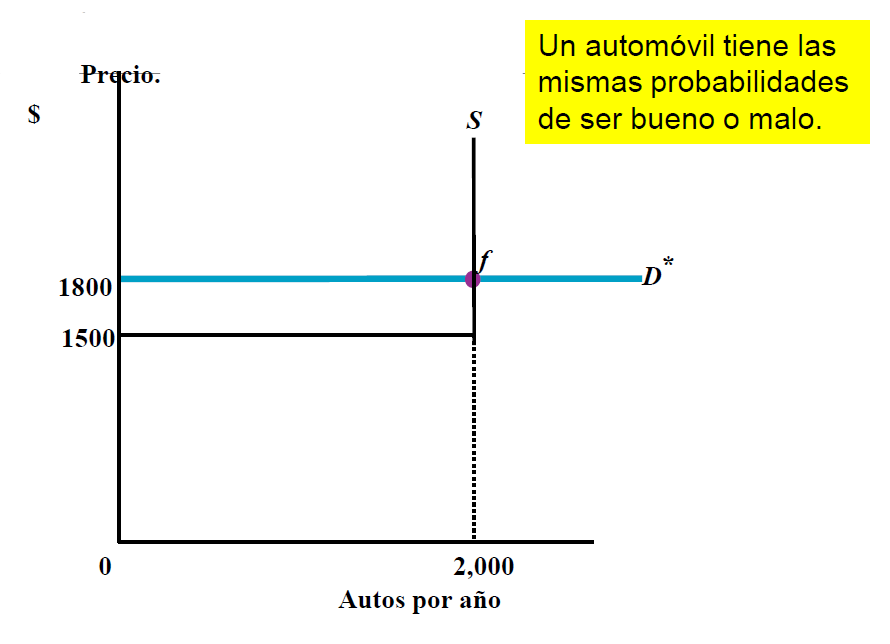 Un automóvil tiene las
mismas probabilidades
de ser bueno o malo.
Precio.
$
S
f
D*
1800
1500
0
2,000
Autos por año